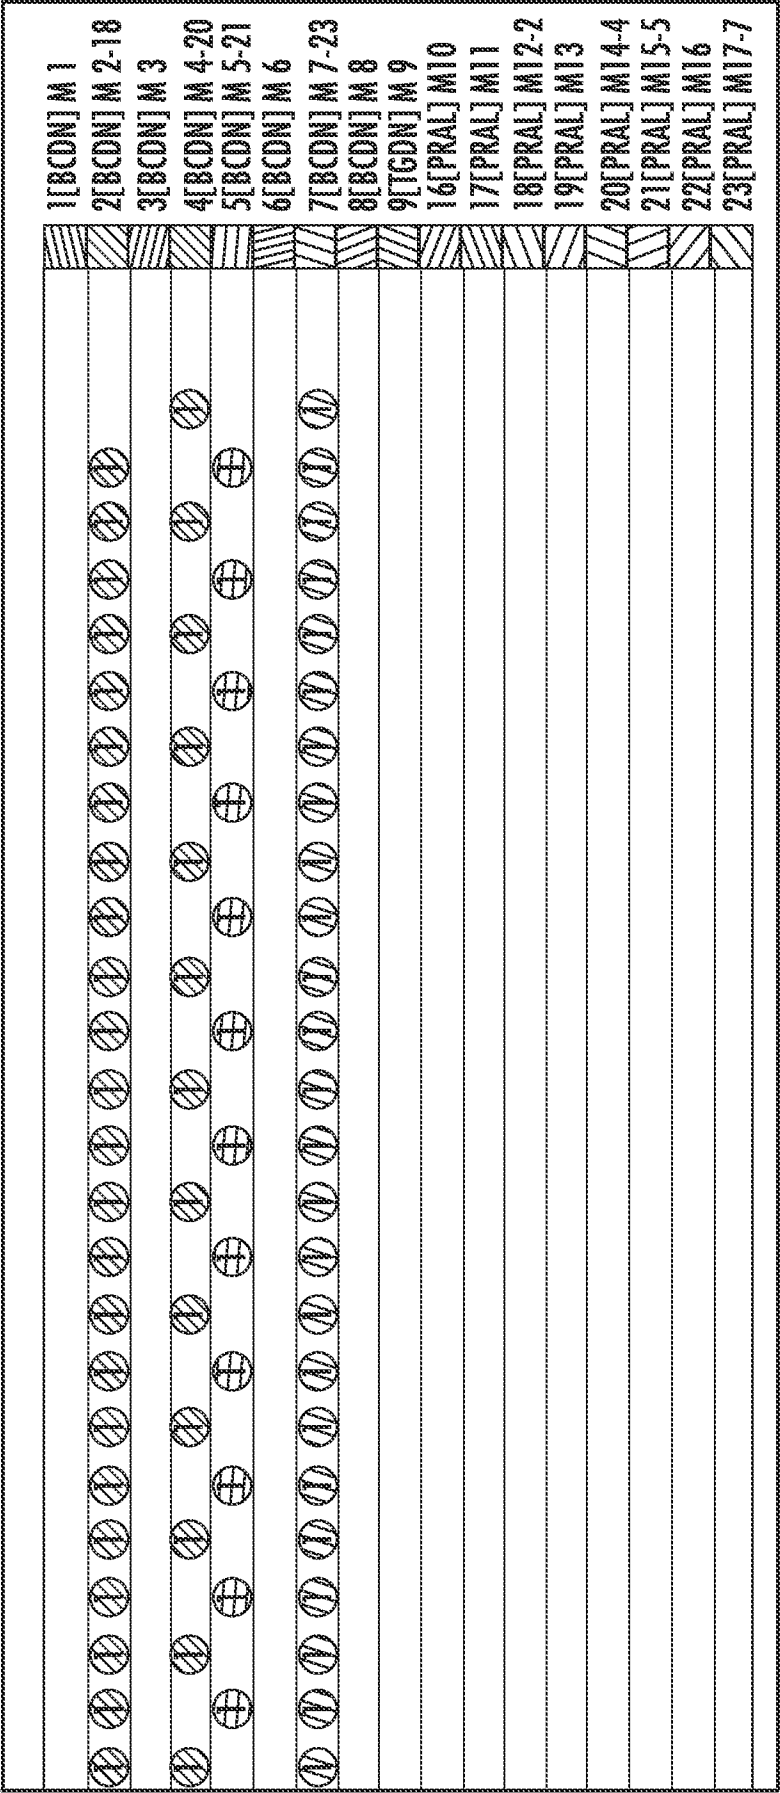 1[BCDN] M 1
2[BCDN] M 2-18
3[BCDN] M 3
4[BCDN] M 4-20
5[BCDN] M 5-21
6[BCDN] M 6
7[BCDN] M 7-23
8[BCDN] M 8
9[TGDN] M 9
16[PRAL] M10
17[PRAL] M11
18[PRAL] M12-2
19[PRAL] M13
20[PRAL] M14-4
21[PRAL] M15-5
22[PRAL] M16
23[PRAL] M17-7